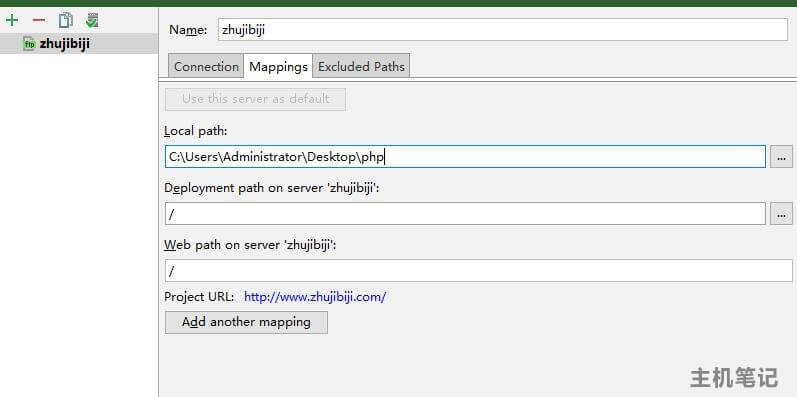 zhujibiji
Name: zhujibiji
Connection Mappings Excluded Paths
Use this server as default
Local path:
C:\Users\Administrator\Desktop\php ...
Deployment path on server 'zhujibiji':
/ ...
Web path on server 'zhujibiji':
/
Project URL: http://www.zhujibiji.com/
Add another mapping
主机笔记